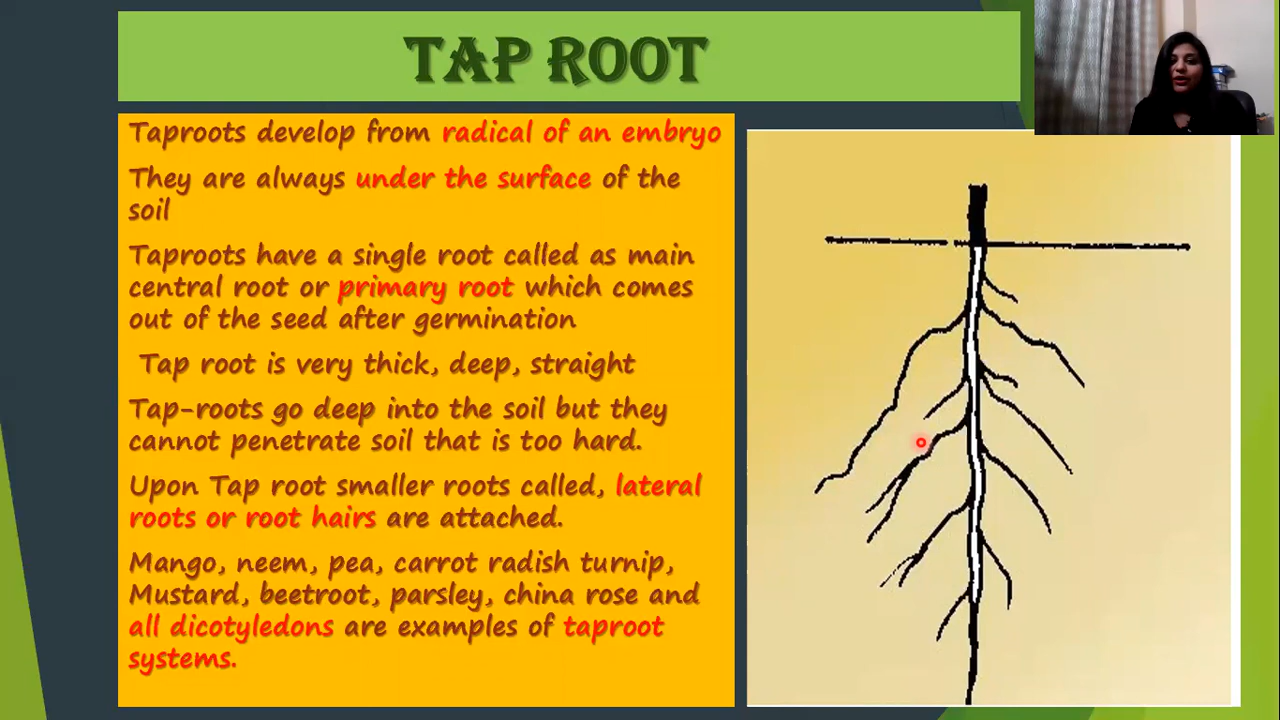 TAP ROOT
Taproots develop from radical of an embryo
They are always under the surface of the
soil
Taproots have a single root called as main
central root or primary root which comes
out of the seed after germination
Tap root is very thick, deep, straight
Tap-roots go deep into the soil but they
cannot penetrate soil that is too hard.
Upon Tap root smaller roots called, lateral
roots or root hairs are attached.
Mango, neem, pea, carrot radish turnip,
Mustard, beetroot, parsley, china rose and
all dicotyledons are examples of taproot
systems.